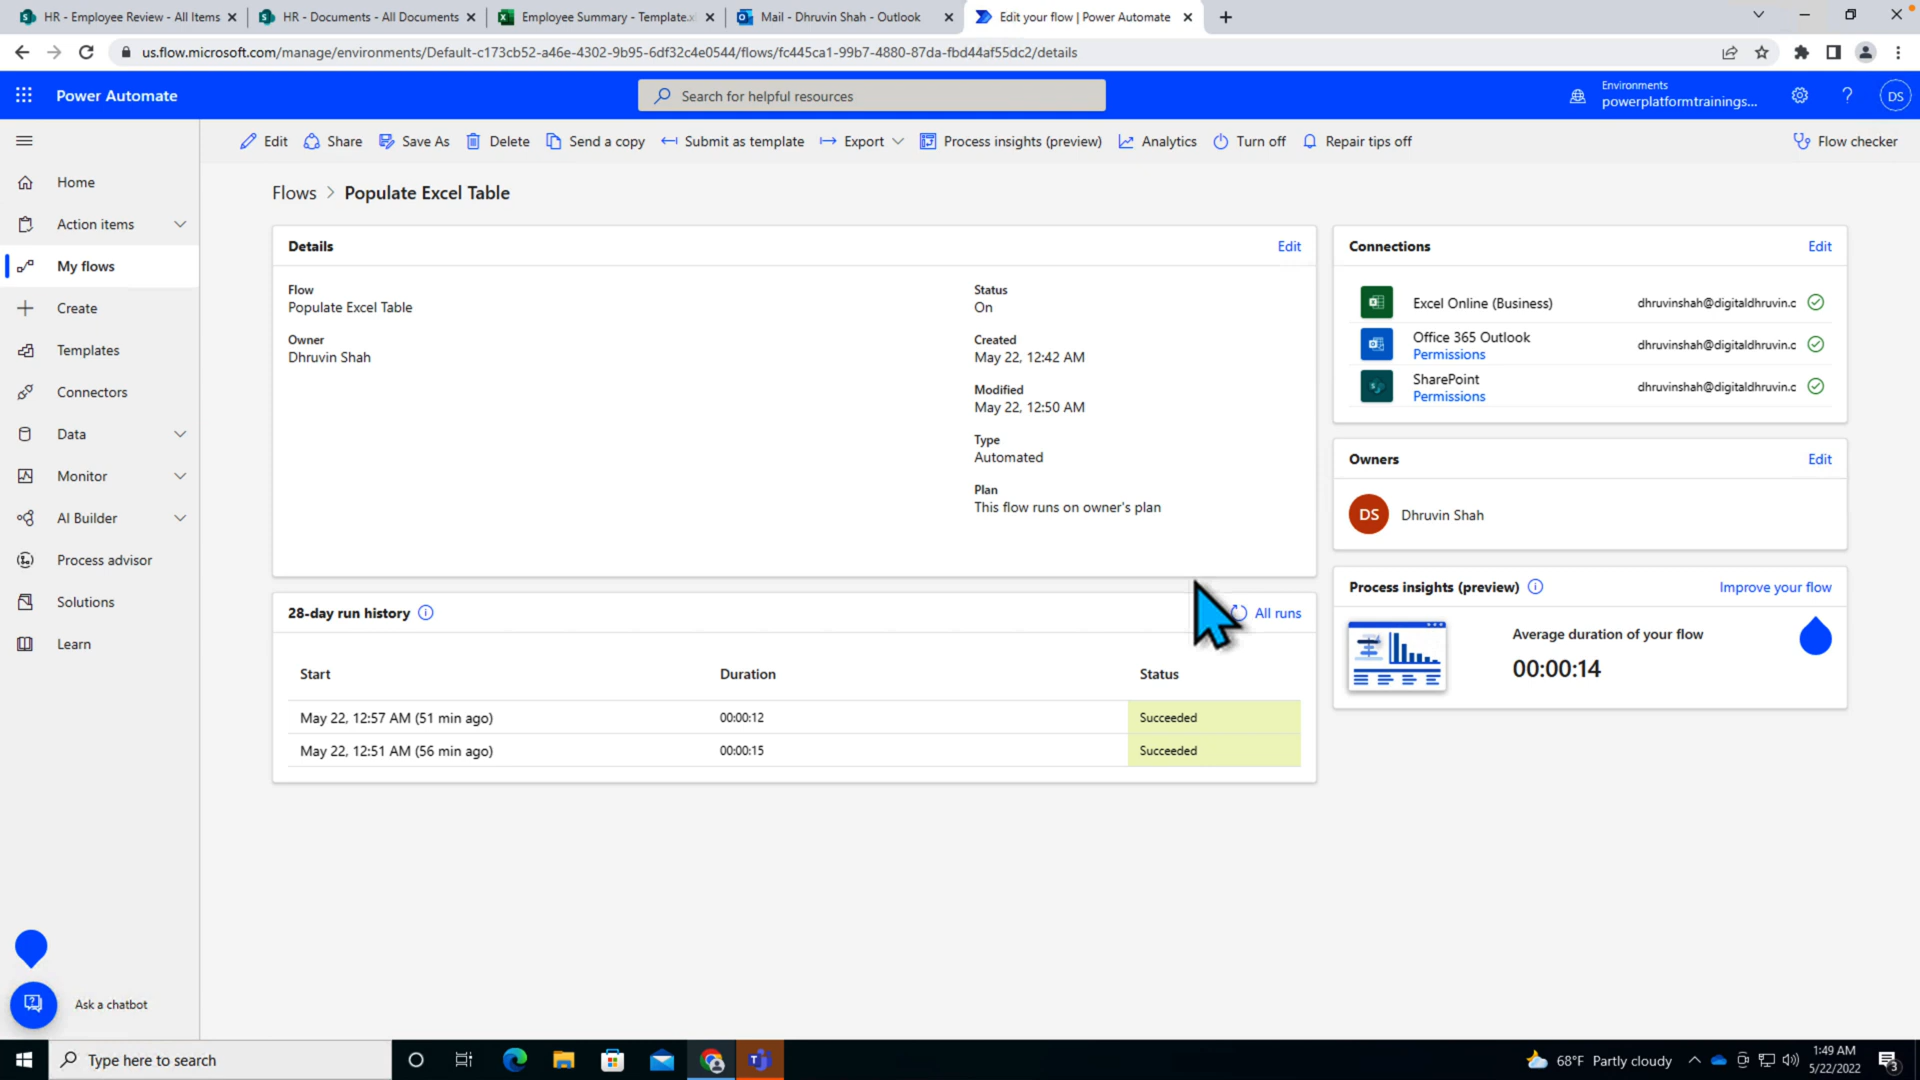 HR - Employee Review - All Items
HR - Documents - All Documents
Employee Summary - Template.x
Mail - Dhruvin Shah - Outlook
Edit your flow | Power Automate
us.flow.microsoft.com/manage/environments/Default-c173cb52-a46e-4302-9b95-6df32c4e0544/flows/fc445ca1-99b7-4880-87da-fbd44af55dc2/details
Power Automate
Search for helpful resources
Environments
powerplatformtrainings...
?
DS
Edit
Share
Save As
Delete
Send a copy
Submit as template
Export
Process insights (preview)
Analytics
Turn off
Repair tips off
Flow checker
Home
Action items
My flows
Create
Templates
Connectors
Data
Monitor
AI Builder
Process advisor
Solutions
Learn
Ask a chatbot
Flows > Populate Excel Table
Details
Edit
Flow
Populate Excel Table
Owner
Dhruvin Shah
Status
On
Created
May 22, 12:42 AM
Modified
May 22, 12:50 AM
Type
Automated
Plan
This flow runs on owner's plan
28-day run history
All runs
Start Duration Status
May 22, 12:57 AM (51 min ago) 00:00:12 Succeeded
May 22, 12:51 AM (56 min ago) 00:00:15 Succeeded
Connections
Edit
Excel Online (Business) dhruvinshah@digitaldhruvin.c
Office 365 Outlook
Permissions
dhruvinshah@digitaldhruvin.c
SharePoint
Permissions
dhruvinshah@digitaldhruvin.c
Owners
Edit
DS
Dhruvin Shah
Process insights (preview)
Improve your flow
Average duration of your flow
00:00:14
Type here to search
68°F Partly cloudy
1:49 AM
5/22/2022
3